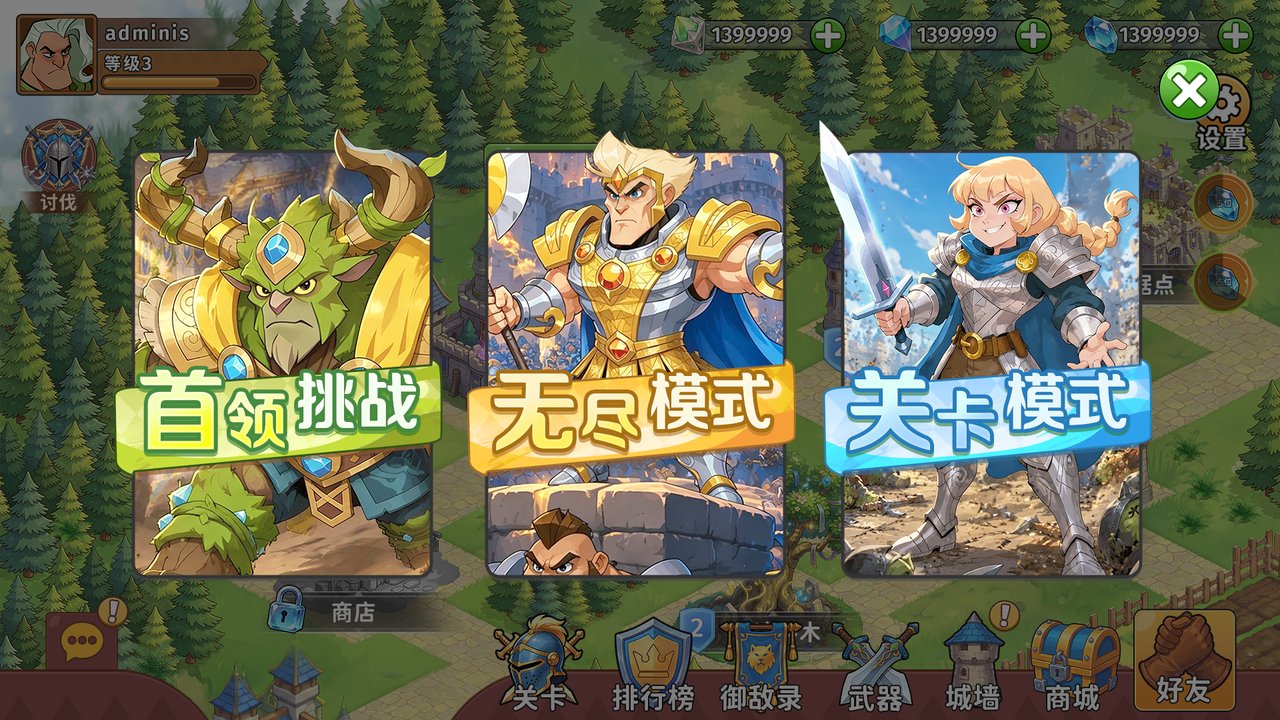 adminis
等级3
1399999
1399999
1399999
设置
讨伐
据点
首领挑战
无尽模式
关卡模式
商店
2
木
关卡
排行榜
御敌录
武器
城墙
商城
好友